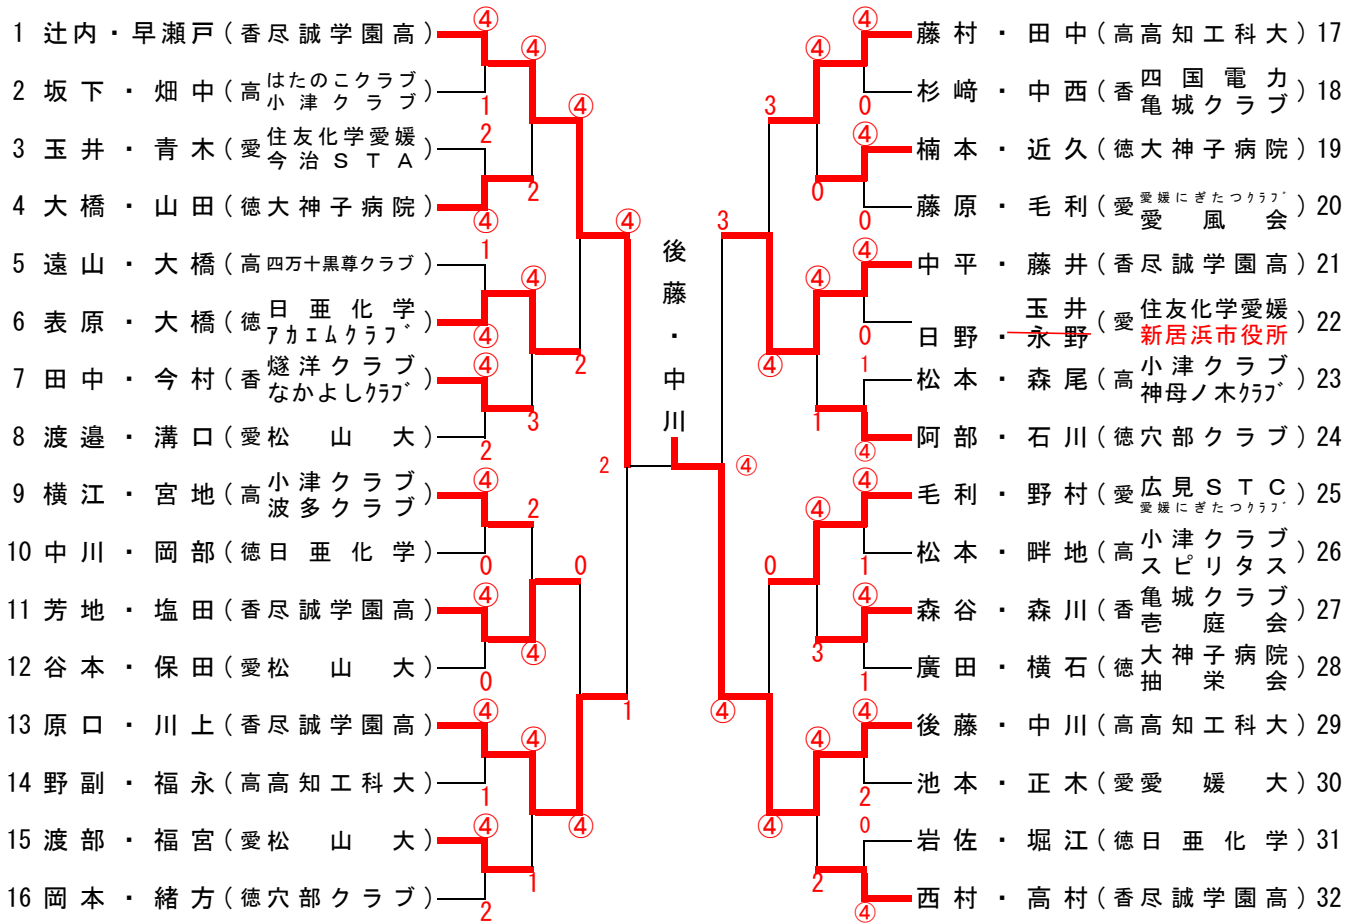 1 辻内・早瀬戸(香尽誠学園高)
2 坂下・畑中(高 はたのこクラブ 小津クラブ)
3 玉井・青木(愛 住友化学愛媛 今治STA)
4 大橋・山田(徳大神子病院)
5 遠山・大橋(高四万十黒尊クラブ)
6 表原・大橋(徳 日亜化学 アカエムクラブ)
7 田中・今村(香 燧洋クラブ なかよしクラブ)
8 渡邉・溝口(愛松山大)
9 横江・宮地(高 小津クラブ 波多クラブ)
10 中川・岡部(徳日亜化学)
11 芳地・塩田(香尽誠学園高)
12 谷本・保田(愛松山大)
13 原口・川上(香尽誠学園高)
14 野副・福永(高高知工科大)
15 渡部・福宮(愛松山大)
16 岡本・緒方(徳穴部クラブ)
④
1
2
④
1
④
④
2
④
0
④
0
④
1
④
2
④
2
④
3
2
④
④
1
④
2
0
④
④
1
2
後藤・中川
④
3
④
3
④
0
④
④
0
④
1
④
3
④
2
④
0
④
0
④
0
1
④
④
1
④
1
④
2
0
④
藤村・田中(高高知工科大)17
杉﨑・中西(香 四国電力 亀城クラブ)18
楠本・近久(徳大神子病院)19
藤原・毛利(愛 愛媛にぎたつクラブ 愛風会)20
中平・藤井(香尽誠学園高)21
玉井
日野・永野(愛 住友化学愛媛 新居浜市役所)22
松本・森尾(高 小津クラブ 神母ノ木クラブ)23
阿部・石川(徳穴部クラブ)24
毛利・野村(愛 広見STC 愛媛にぎたつクラブ)25
松本・畔地(高 小津クラブ スピリタス)26
森谷・森川(香 亀城クラブ 壱庭会)27
廣田・横石(徳 大神子病院 抽栄会)28
後藤・中川(高高知工科大)29
池本・正木(愛愛媛大)30
岩佐・堀江(徳日亜化学)31
西村・高村(香尽誠学園高)32